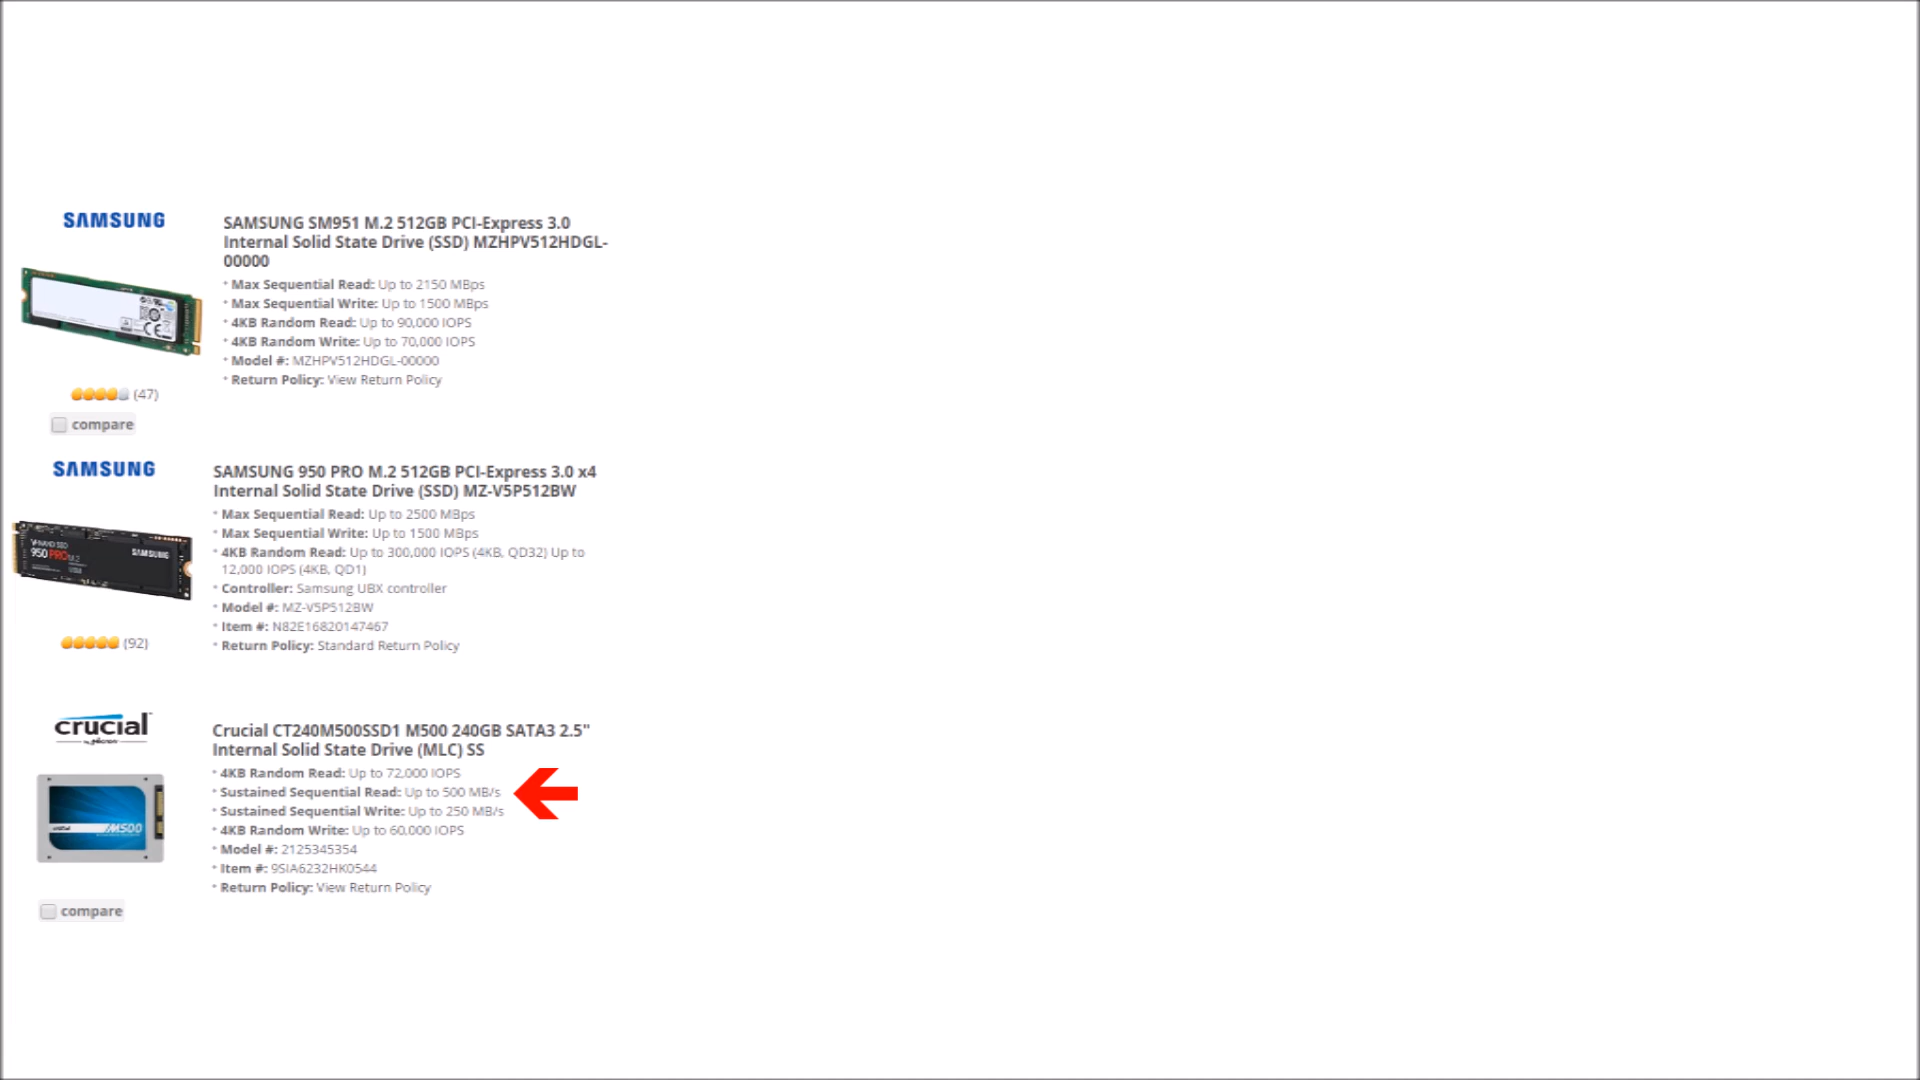 SAMSUNG
SAMSUNG SM951 M.2 512GB PCI-Express 3.0
Internal Solid State Drive (SSD) MZHPV512HDGL-
00000
* Max Sequential Read: Up to 2150 MBps
* Max Sequential Write: Up to 1500 MBps
* 4KB Random Read: Up to 90,000 IOPS
* 4KB Random Write: Up to 70,000 IOPS
* Model #: MZHPV512HDGL-00000
* Return Policy: View Return Policy
(47)
compare
SAMSUNG
SAMSUNG 950 PRO M.2 512GB PCI-Express 3.0 x4
Internal Solid State Drive (SSD) MZ-V5P512BW
* Max Sequential Read: Up to 2500 MBps
* Max Sequential Write: Up to 1500 MBps
* 4KB Random Read: Up to 300,000 IOPS (4KB, QD32) Up to
12,000 IOPS (4KB, QD1)
* Controller: Samsung UBX controller
* Model #: MZ-V5P512BW
* Item #: N82E16820147467
* Return Policy: Standard Return Policy
V-NAND SSD
950 PRO M.2
SAMSUNG
(92)
crucial
by Micron
Crucial CT240M500SSD1 M500 240GB SATA3 2.5"
Internal Solid State Drive (MLC) SS
* 4KB Random Read: Up to 72,000 IOPS
* Sustained Sequential Read: Up to 500 MB/s
* Sustained Sequential Write: Up to 250 MB/s
* 4KB Random Write: Up to 60,000 IOPS
* Model #: 2125345354
* Item #: 9SIA6232HK0544
* Return Policy: View Return Policy
crucial
M500
compare